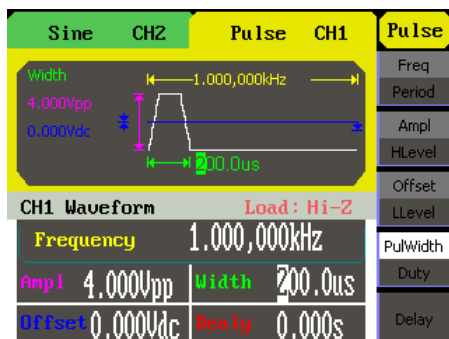 Sine CH2 Pulse CH1 Pulse
Width
1.000,000kHz
4.000Vpp
0.000Vdc
200.0us
CH1 Waveform Load: Hi-Z
Frequency 1.000,000kHz
Ampl 4.000Vpp Width 200.0us
Offset 0.000Vdc Dealy 0.000s
Freq
Period
Ampl
HLevel
Offset
LLevel
PulWidth
Duty
Delay